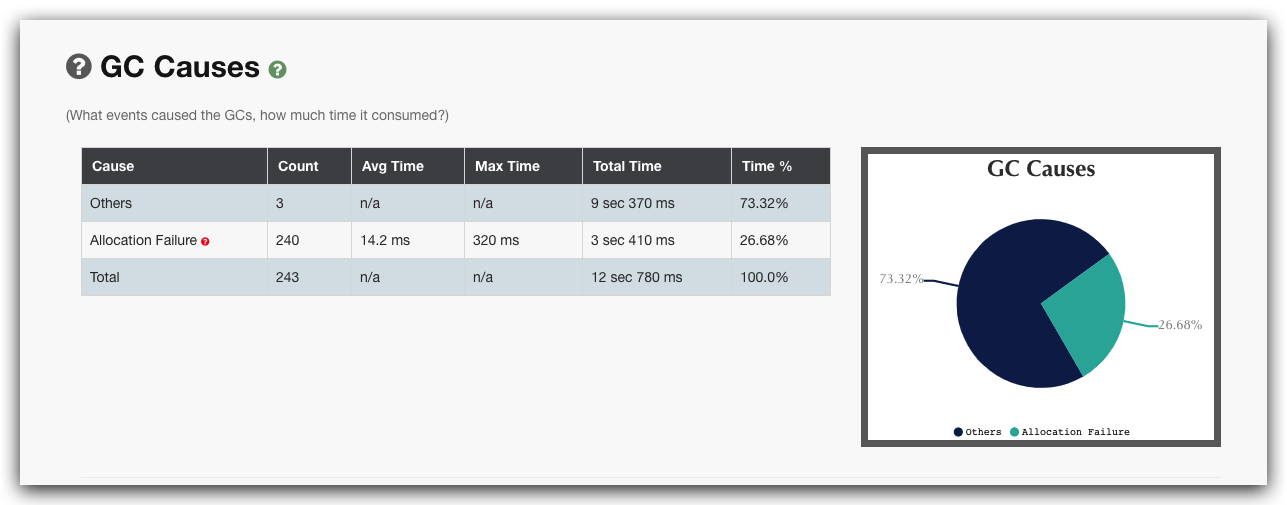 GC Causes
(What events caused the GCs, how much time it consumed?)
Cause Count Avg Time Max Time Total Time Time %
Others 3 n/a n/a 9 sec 370 ms 73.32%
Allocation Failure 240 14.2 ms 320 ms 3 sec 410 ms 26.68%
Total 243 n/a n/a 12 sec 780 ms 100.0%
GC Causes
73.32%
26.68%
Others Allocation Failure